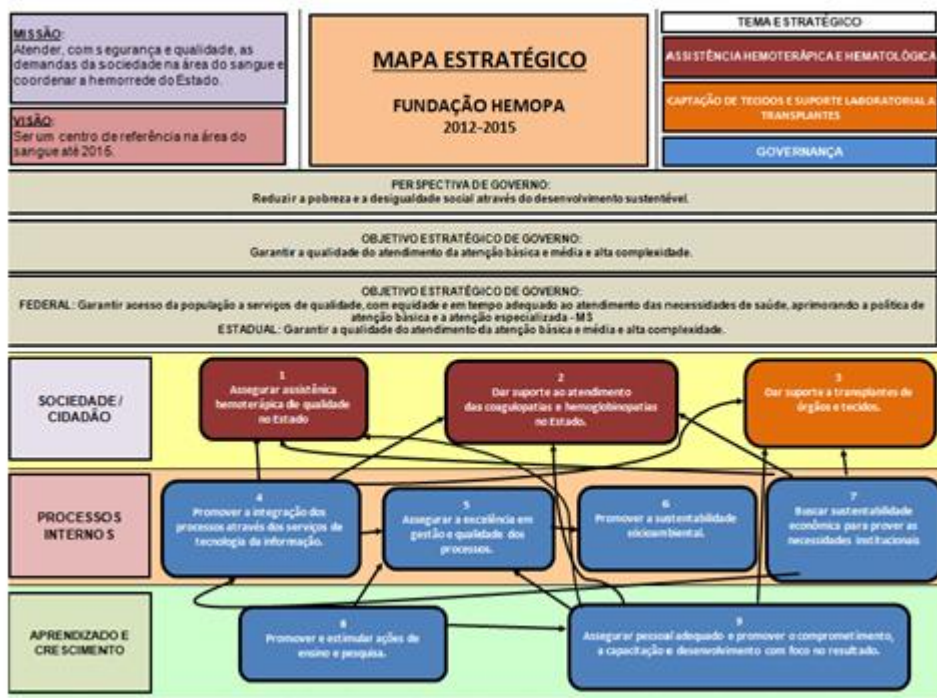 MISSÃO:
Atender, com segurança e qualidade, as
demandas da sociedade na área do sangue e
coordenar a hemorrede do Estado.
VISÃO:
Ser um centro de referência na área do
sangue até 2015.
MAPA ESTRATÉGICO
FUNDAÇÃO HEMOPA
2012-2015
TEMA ESTRATÉGICO
ASSISTÊNCIA HEMOTERÁPICA E HEMATOLÓGICA
CAPTAÇÃO DE TECIDOS E SUPORTE LABORATORIAL A
TRANSPLANTES
GOVERNANÇA
PERSPECTIVA DE GOVERNO:
Reduzir a pobreza e a desigualdade social através do desenvolvimento sustentével.
OBJETIVO ESTRATÉGICO DE GOVERNO:
Garantir a qualidade do atendimento da atenção básica e média e alta complexidade.
OBJETIVO ESTRATÉGICO DE GOVERNO:
FEDERAL: Garantir acesso da população a serviços de qualidade, com equidade e em tempo adequado ao atendimento das necessidades de saúde, aprimorando a política de
atenção básica e a atenção especializada - MS
ESTADUAL: Garantir a qualidade do atendimento da atenção básica e média e alta complexidade.
SOCIEDADE /
CIDADÃO
1
Assegurar assistênica
hemoterápica de qualidade
no Estado
2
Dar suporte ao atendimento
das coagulopatias e hemoglobinopatias
no Estado.
3
Dar suporte a transplantes de
órgãos e tecidos.
PROCESSOS
INTERNOS
4
Promover a integração dos
processos através dos serviços de
tecnologia da informação.
5
Assegurar a excelência em
gestão e qualidade dos
processos.
6
Promover a sustentabilidade
sócioambiental.
7
Buscar sustentabilidade
econômica para prover as
necessidades institucionais
APRENDIZADO E
CRESCIMENTO
8
Promover e estimular ações de
ensino e pesquisa.
9
Assegurar pessoal adequado e promover o comprometimento,
a capacitação e desenvolvimento com foco no resultado.